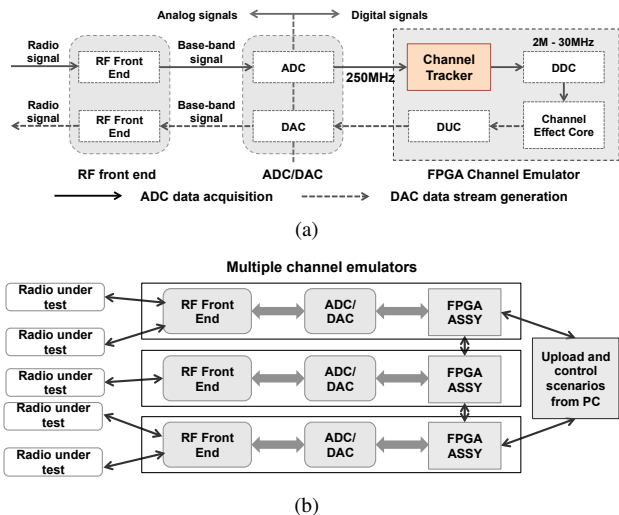 Analog signals
Digital signals
Radio signal
RF Front End
Base-band signal
ADC
250MHz
Channel Tracker
2M - 30MHz
DDC
Radio signal
RF Front End
Base-band signal
DAC
DUC
Channel Effect Core
RF front end
ADC/DAC
FPGA Channel Emulator
ADC data acquisition
DAC data stream generation
(a)
Multiple channel emulators
Radio under test
Radio under test
RF Front End
ADC/ DAC
FPGA ASSY
Radio under test
RF Front End
ADC/ DAC
FPGA ASSY
Upload and control scenarios from PC
Radio under test
Radio under test
RF Front End
ADC/ DAC
FPGA ASSY
(b)